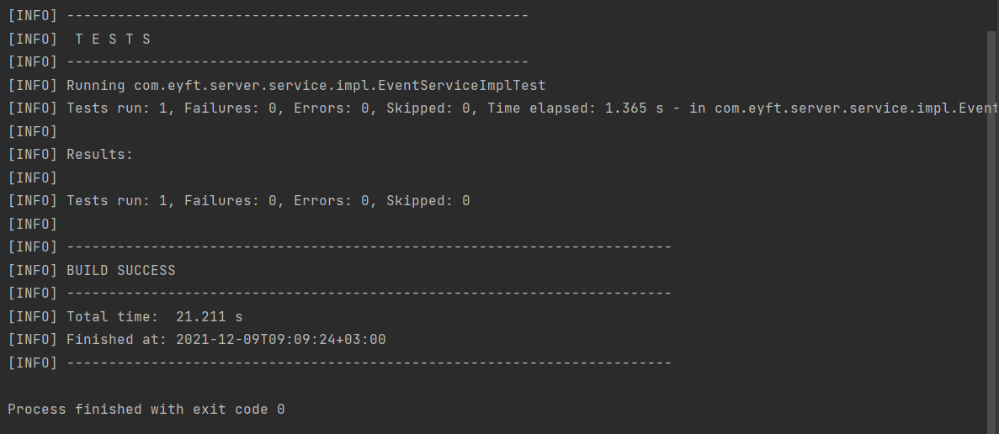 [INFO] -------------------------------------------------------
[INFO]  T E S T S
[INFO] -------------------------------------------------------
[INFO] Running com.eyft.server.service.impl.EventServiceImplTest
[INFO] Tests run: 1, Failures: 0, Errors: 0, Skipped: 0, Time elapsed: 1.365 s - in com.eyft.server.service.impl.Event
[INFO]
[INFO] Results:
[INFO]
[INFO] Tests run: 1, Failures: 0, Errors: 0, Skipped: 0
[INFO]
[INFO] ------------------------------------------------------------------------
[INFO] BUILD SUCCESS
[INFO] ------------------------------------------------------------------------
[INFO] Total time:  21.211 s
[INFO] Finished at: 2021-12-09T09:09:24+03:00
[INFO] ------------------------------------------------------------------------
Process finished with exit code 0